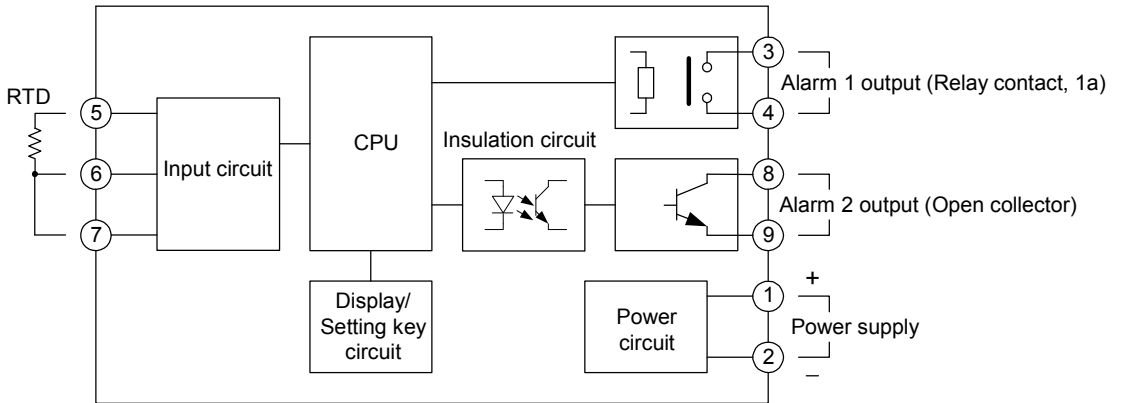 RTD
5
6
7
Input circuit
CPU
Insulation circuit
Display/
Setting key
circuit
Power
circuit
3
4
Alarm 1 output (Relay contact, 1a)
8
9
Alarm 2 output (Open collector)
1
2
+
Power supply
−